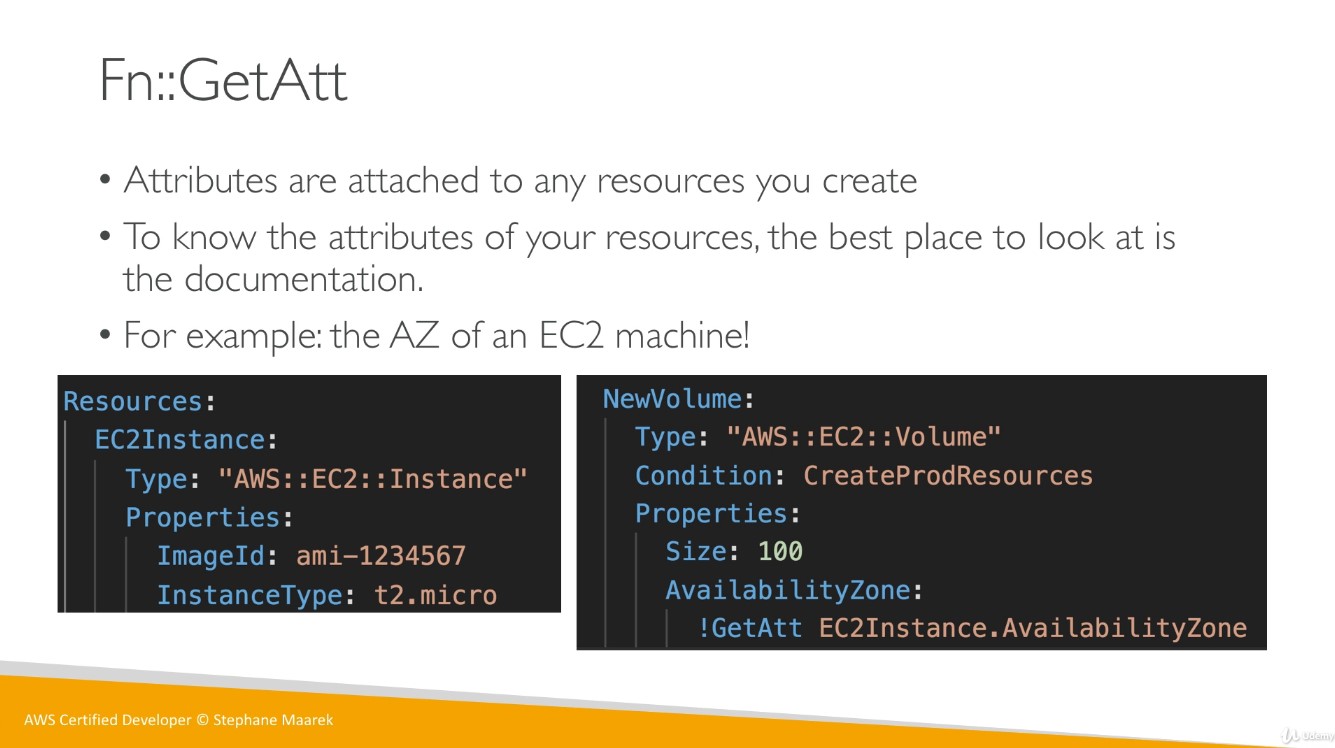 Fn::GetAtt
• Attributes are attached to any resources you create
• To know the attributes of your resources, the best place to look at is
the documentation.
• For example: the AZ of an EC2 machine!
Resources:
EC2Instance:
Type: "AWS::EC2::Instance"
Properties:
ImageId: ami-1234567
InstanceType: t2.micro
NewVolume:
Type: "AWS::EC2::Volume"
Condition: CreateProdResources
Properties:
Size: 100
AvailabilityZone:
!GetAtt EC2Instance.AvailabilityZone
AWS Certified Developer © Stephane Maarek
Udemy